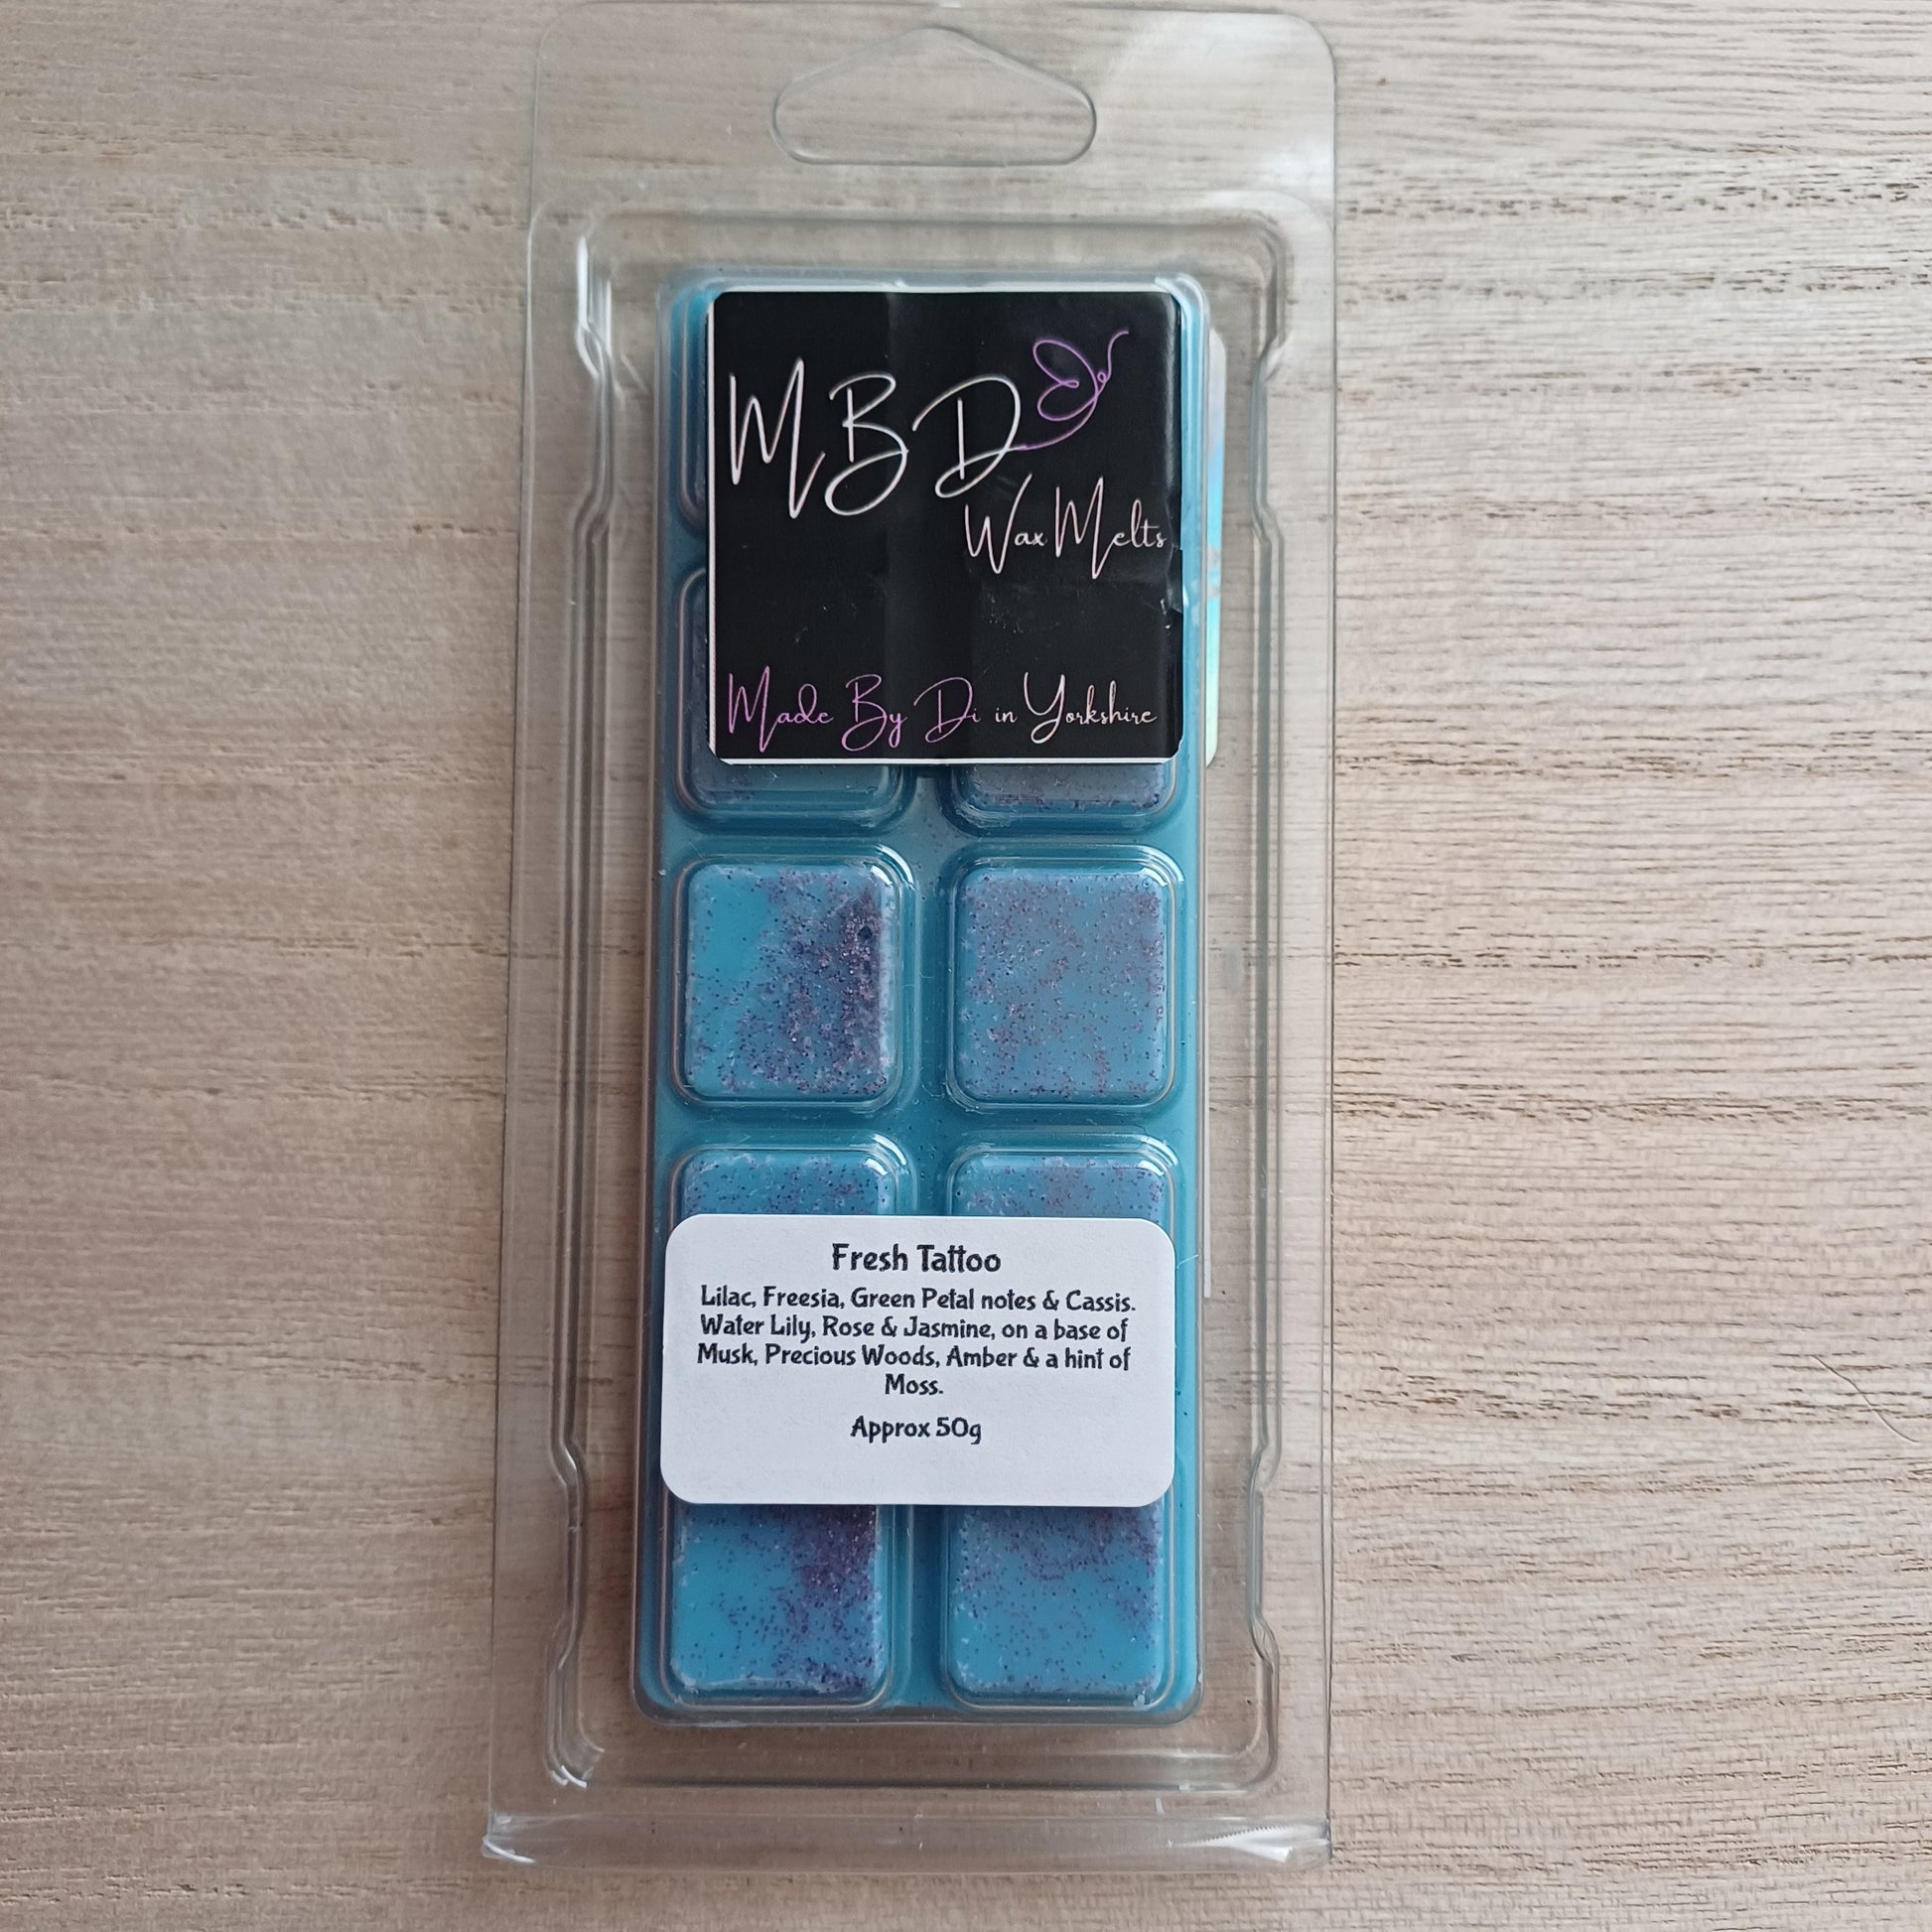 MBD
Wax Melts
Made By Di in Yorkshire
Fresh Tattoo
Lilac, Freesia, Green Petal notes & Cassis.
Water Lily, Rose & Jasmine, on a base of
Musk, Precious Woods, Amber & a hint of
Moss.
Approx 50g